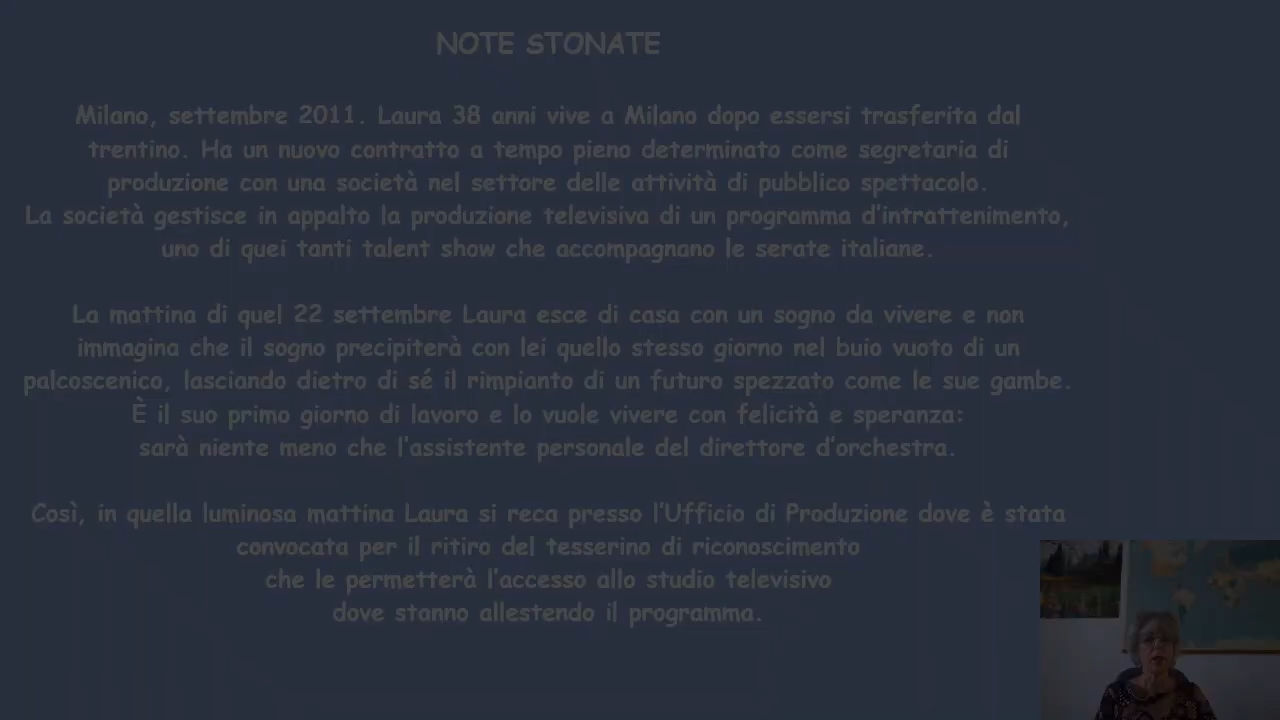 NOTE STONATE
Milano, settembre 2011. Laura 38 anni vive a Milano dopo essersi trasferita dal
trentino. Ha un nuovo contratto a tempo pieno determinato come segretaria di
produzione con una società nel settore delle attività di pubblico spettacolo.
La società gestisce in appalto la produzione televisiva di un programma d'intrattenimento,
uno di quei tanti talent show che accompagnano le serate italiane.
La mattina di quel 22 settembre Laura esce di casa con un sogno da vivere e non
immagina che il sogno precipiterà con lei quello stesso giorno nel buio vuoto di un
palcoscenico, lasciando dietro di sé il rimpianto di un futuro spezzato come le sue gambe.
È il suo primo giorno di lavoro e lo vuole vivere con felicità e speranza:
sarà niente meno che l'assistente personale del direttore d'orchestra.
Così, in quella luminosa mattina Laura si reca presso l'Ufficio di Produzione dove è stata
convocata per il ritiro del tesserino di riconoscimento
che le permetterà l'accesso allo studio televisivo
dove stanno allestendo il programma.